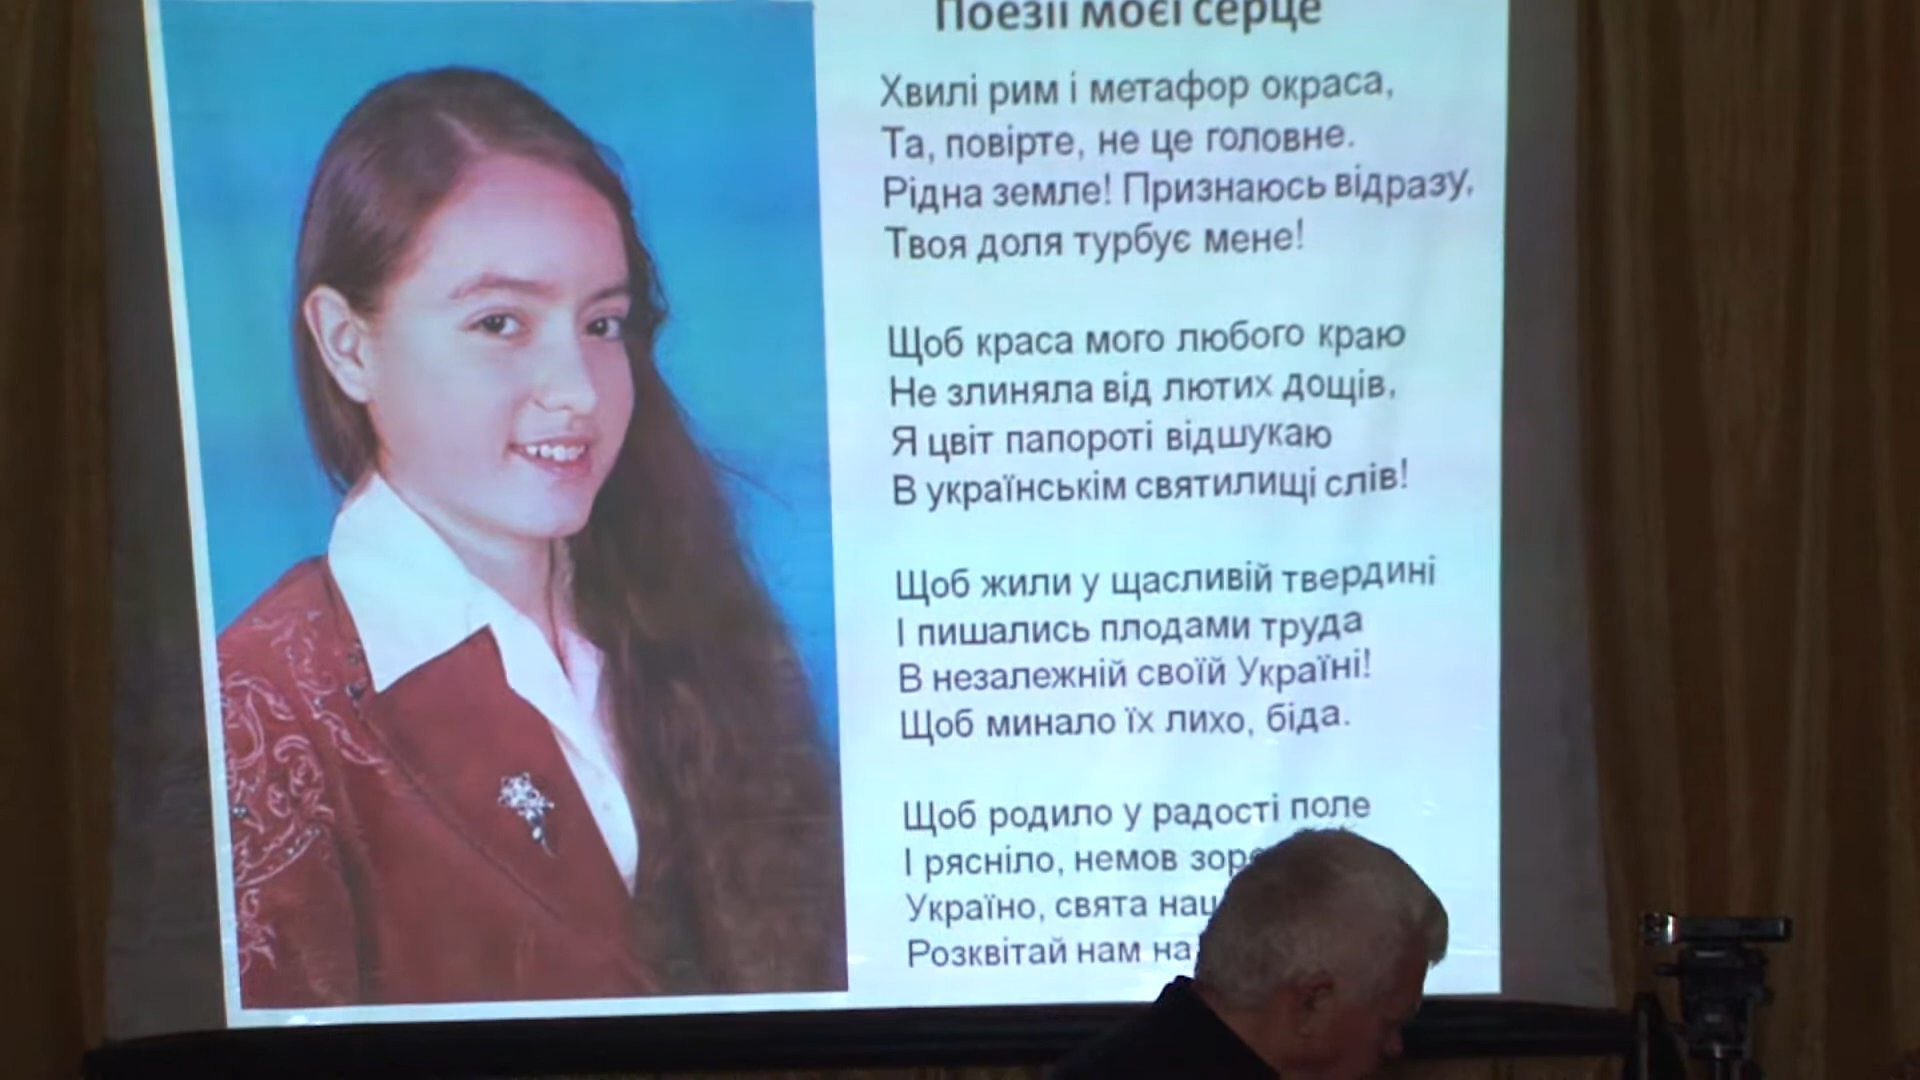 Поезії моєї серце
Хвилі рим і метафор окраса,
Та, повірте, не це головне.
Рідна земле! Признаюсь відразу,
Твоя доля турбує мене!
Щоб краса мого любого краю
Не злиняла від лютих дощів,
Я цвіт папороті відшукаю
В українськім святилищі слів!
Щоб жили у щасливій твердині
І пишались плодами труда
В незалежній своїй Україні!
Щоб минало їх лихо, біда.
Щоб родило у радості поле
І рясніло, немов
Україно, свята
Розквітай нам на